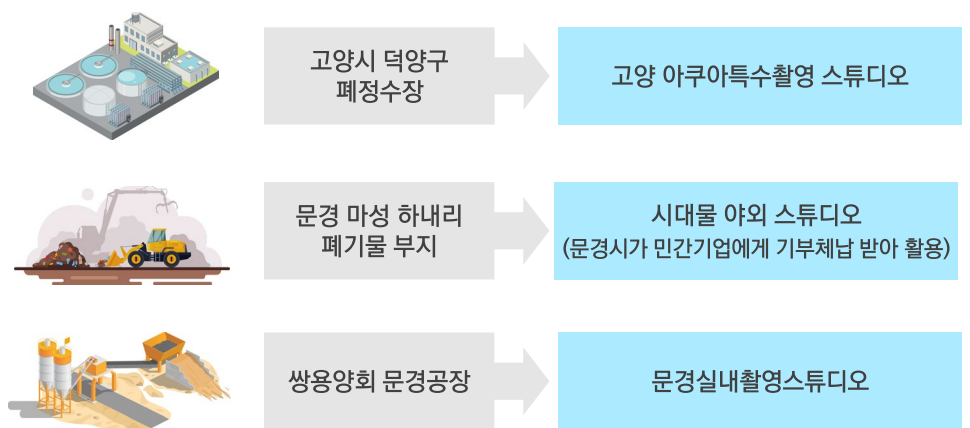 고양시 덕양구
폐정수장
고양 아쿠아특수촬영 스튜디오
문경 마성 하내리
폐기물 부지
시대물 야외 스튜디오
(문경시가 민간기업에게 기부체납 받아 활용)
쌍용양회 문경공장
문경실내촬영스튜디오